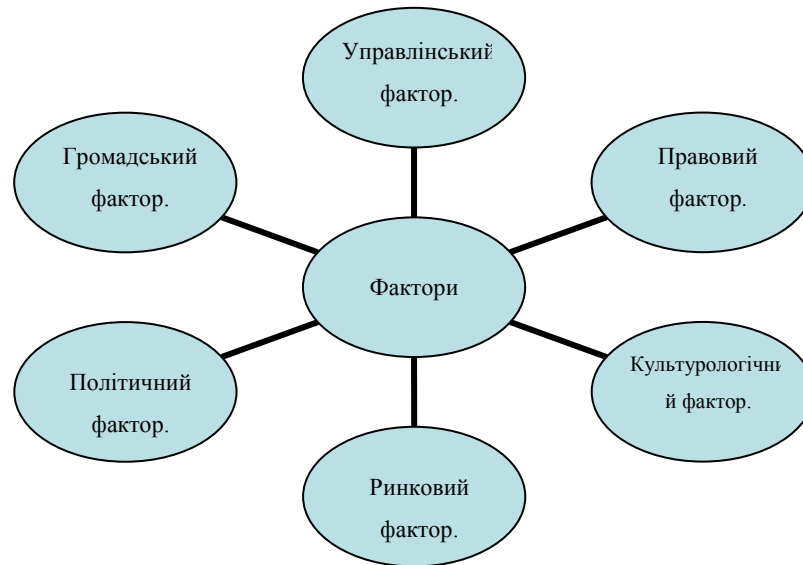 Управлінський
фактор.
Громадський
фактор.
Правовий
фактор.
Фактори
Політичний
фактор.
Культурологічни
й фактор.
Ринковий
фактор.